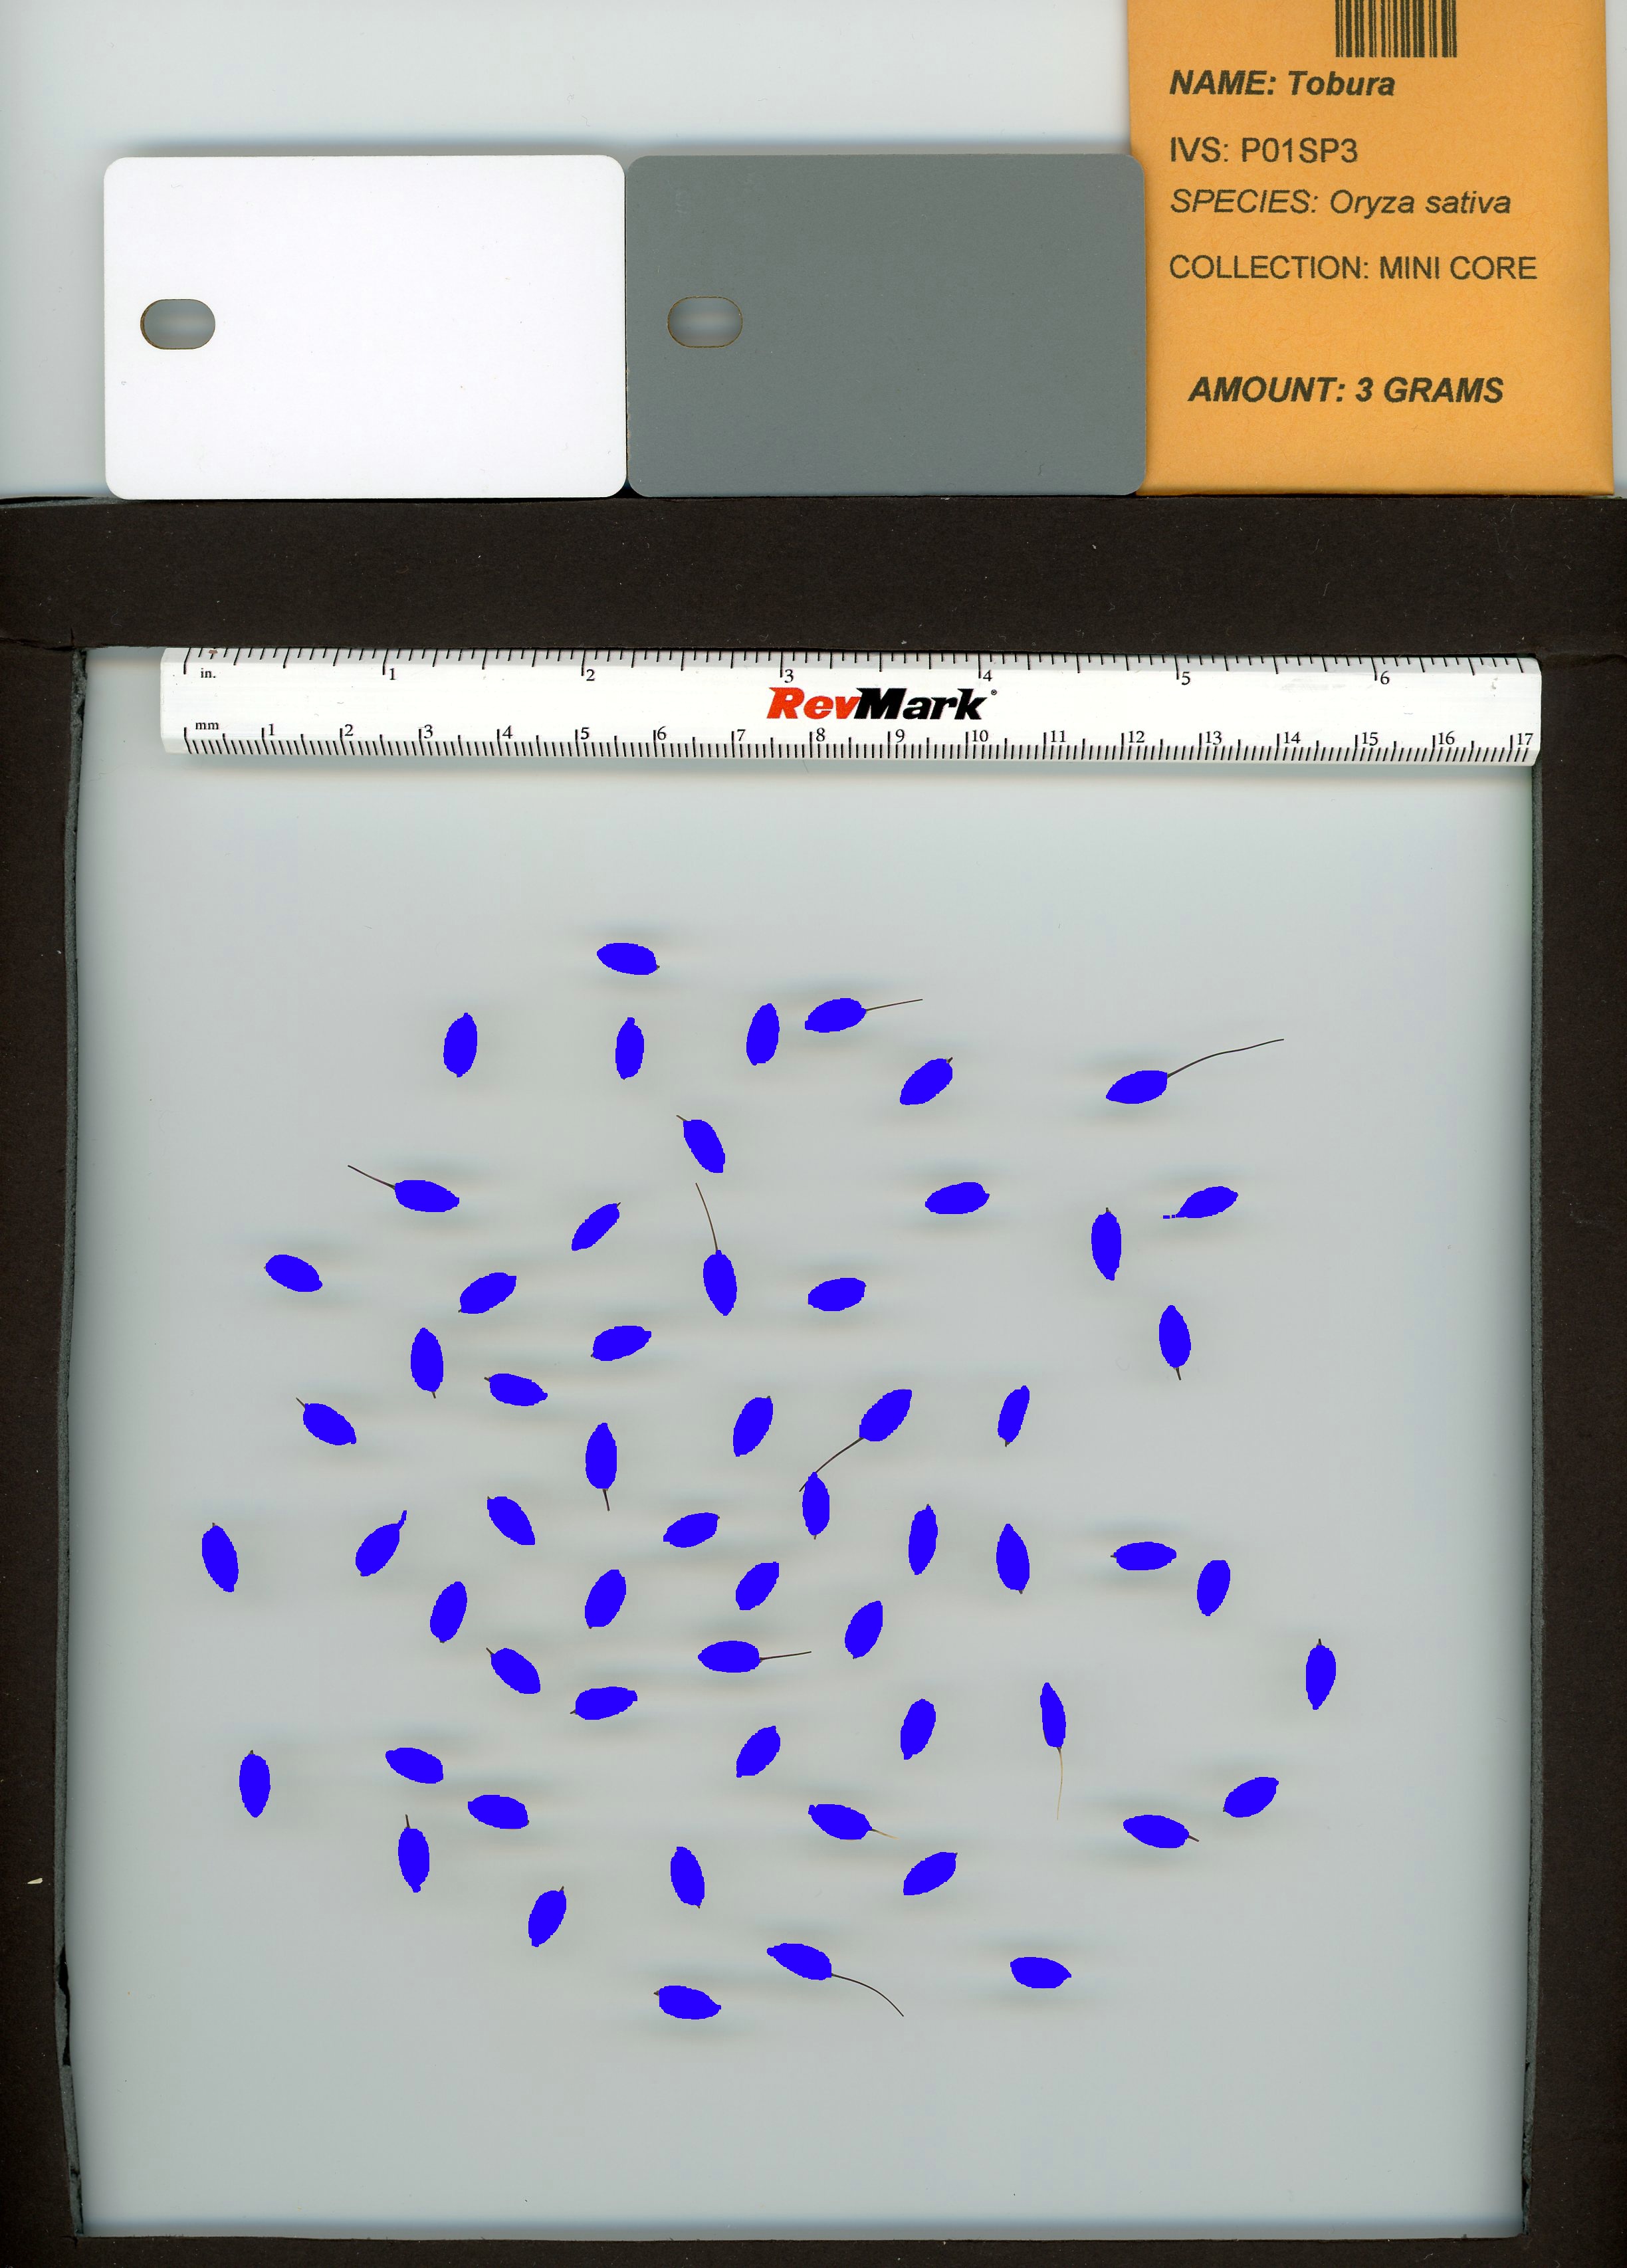 NAME: Tobura
IVS: P01SP3
SPECIES: Oryza sativa
COLLECTION: MINI CORE
AMOUNT: 3 GRAMS
in. 1 2 3 4 5 6
RevMark
mm 1 2 3 4 5 6 7 8 9 10 11 12 13 14 15 16 17